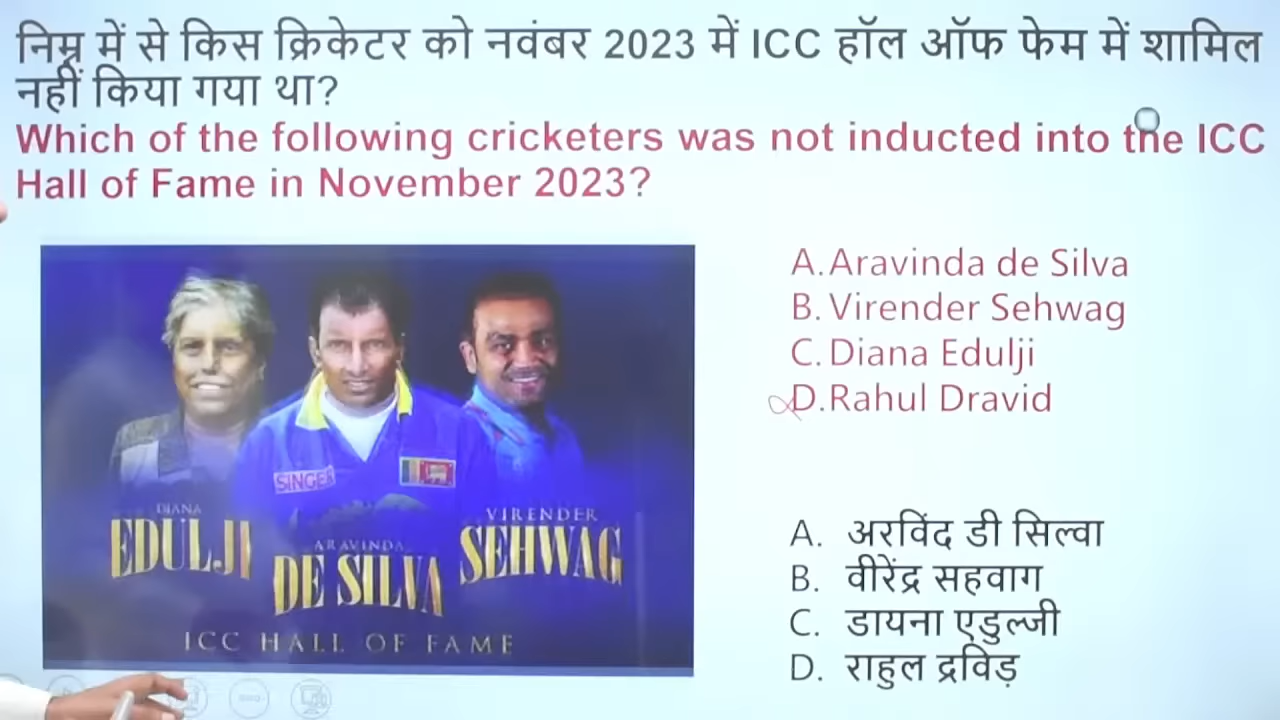 निम्न में से किस क्रिकेटर को नवंबर 2023 में ICC हॉल ऑफ फेम में शामिल
नहीं किया गया था?
Which of the following cricketers was not inducted into the ICC
Hall of Fame in November 2023?
A.Aravinda de Silva
B. Virender Sehwag
C. Diana Edulji
D.Rahul Dravid
SINGER
DIANA
EDULJI
ARAVINDA
DE SILVA
VIRENDER
SEHWAG
ICC HALL OF FAME
A. अरविंद डी सिल्वा
B. वीरेंद्र सहवाग
C. डायना एडुल्जी
D. राहुल द्रविड़